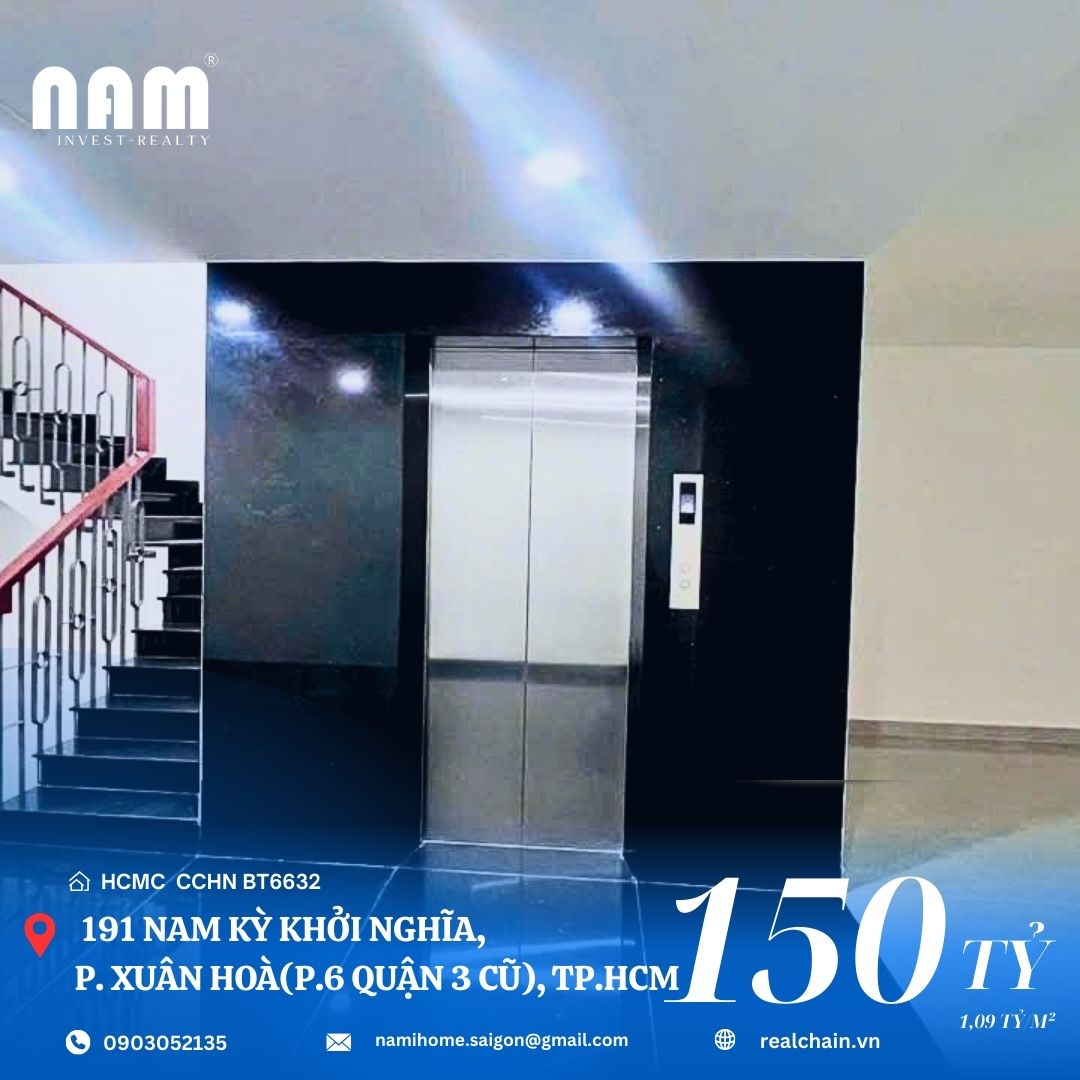 NAM®
INVEST-REALTY
HCMC CCHN BT6632
191 NAM KỲ KHỞI NGHĨA,
P. XUÂN HOÀ(P.6 QUẬN 3 CŨ), TP.HCM
150 TỶ
1,09 TỶ/M²
0903052135
namihome.saigon@gmail.com
realchain.vn